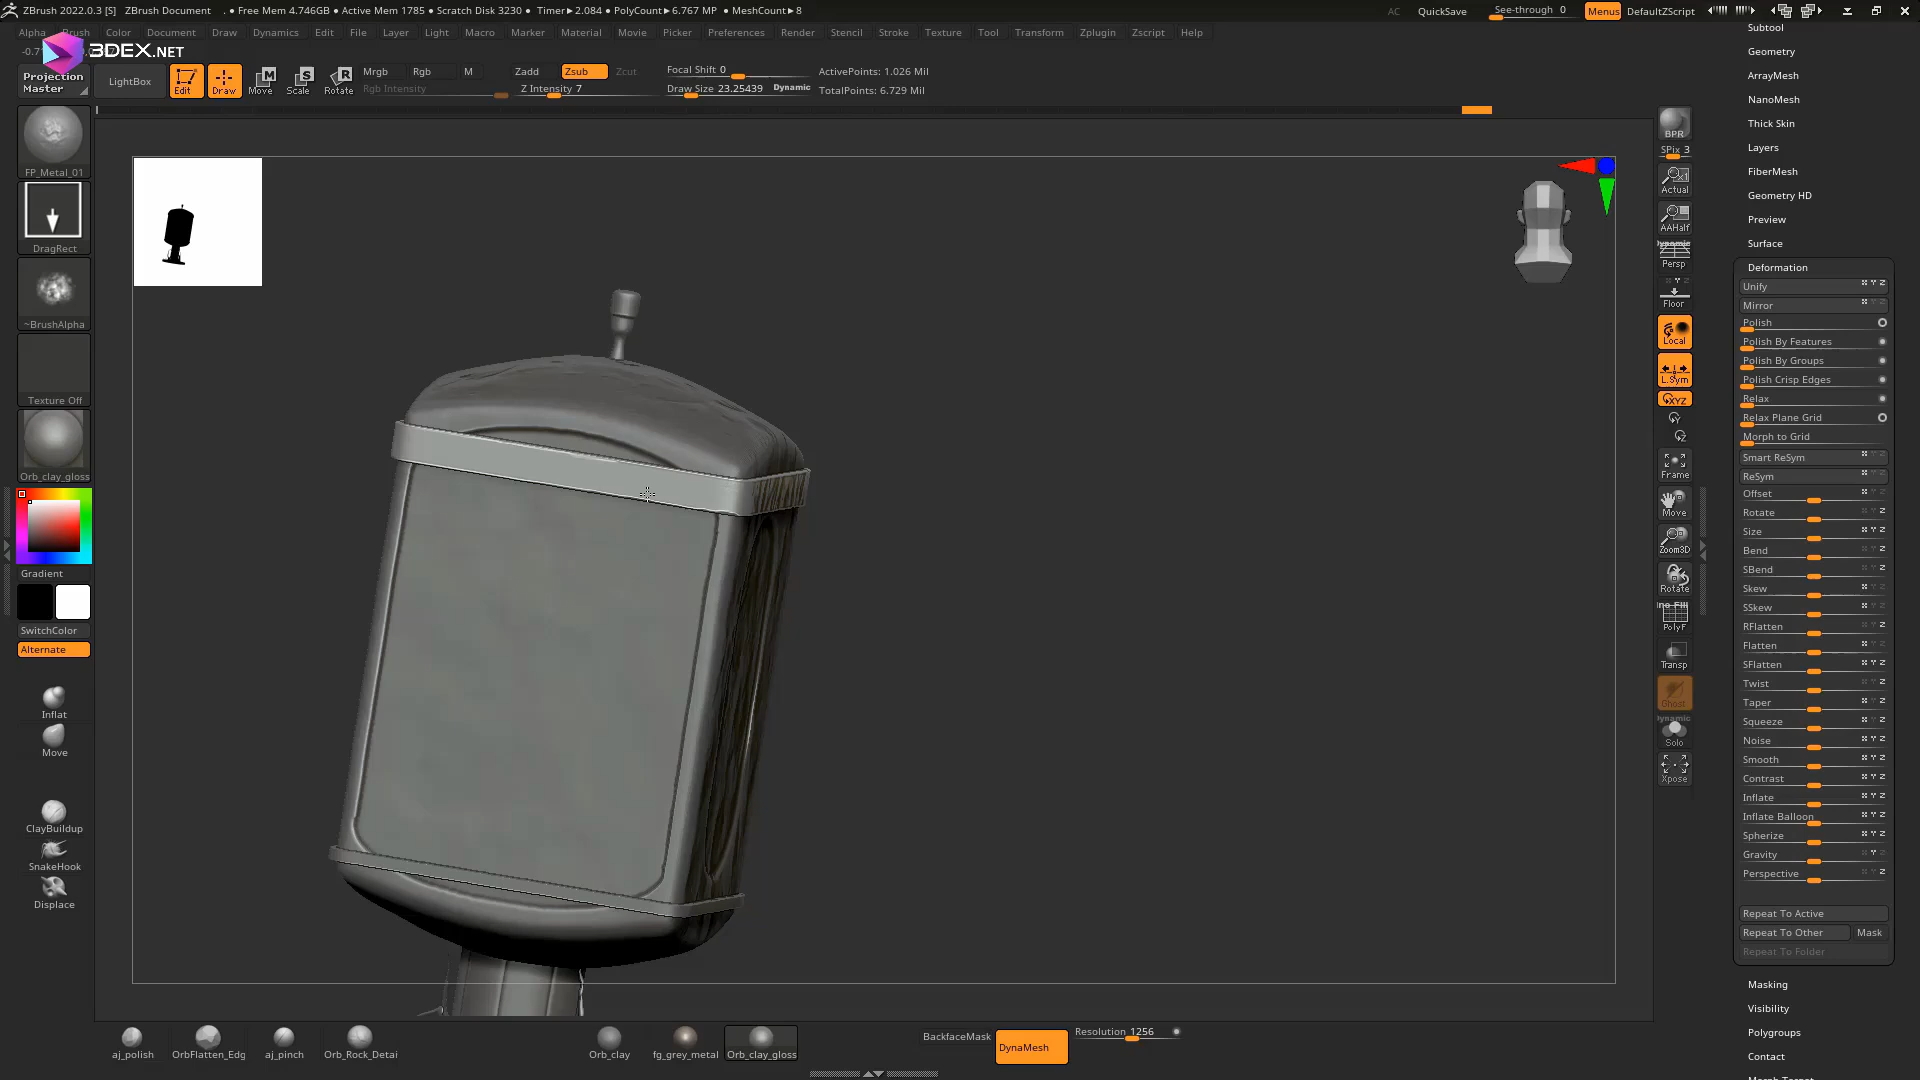 ZBrush 2022.0.3 [S] ZBrush Document . ● Free Mem 4.746GB ● Active Mem 1785 ● Scratch Disk 3230 ● Timer►2.084 ● PolyCount►6.767 MP ● MeshCount►8 AC QuickSave See-through 0 Menus DefaultZScript
Alpha Brush Color Document Draw Dynamics Edit File Layer Light Macro Marker Material Movie Picker Preferences Render Stencil Stroke Texture Tool Transform Zplugin Zscript Help
3DEX.NET
Projection Master
LightBox
Edit
Draw
Move
Scale
Rotate
Mrgb Rgb M
Rgb Intensity
Zadd Zsub Zcut
Z Intensity 7
Focal Shift 0
Draw Size 23.25439 Dynamic
ActivePoints: 1.026 Mil
TotalPoints: 6.729 Mil
FP_Metal_01
DragRect
~BrushAlpha
Texture Off
Orb_clay_gloss
Gradient
SwitchColor
Alternate
Inflat
Move
ClayBuildup
SnakeHook
Displace
BPR
SPix 3
Actual
AAHalf
Dynamic
Persp
Floor
Local
L.Sym
XYZ
Y
Z
Frame
Move
Zoom3D
Rotate
PolyF
Transp
Ghost
Dynamic
Solo
Xpose
Subtool
Geometry
ArrayMesh
NanoMesh
Thick Skin
Layers
FiberMesh
Geometry HD
Preview
Surface
Deformation
Unify
Mirror
Polish
Polish By Features
Polish By Groups
Polish Crisp Edges
Relax
Relax Plane Grid
Morph to Grid
Smart ReSym
ReSym
Offset
Rotate
Size
Bend
SBend
Skew
SSkew
RFlatten
Flatten
SFlatten
Twist
Taper
Squeeze
Noise
Smooth
Contrast
Inflate
Inflate Balloon
Spherize
Gravity
Perspective
Repeat To Active
Repeat To Other Mask
Repeat To Folder
Masking
Visibility
Polygroups
Contact
Morph Target
aj_polish
OrbFlatten_Edg
aj_pinch
Orb_Rock_Detai
Orb_clay
fg_grey_metal
Orb_clay_gloss
BackfaceMask
DynaMesh
Resolution 1256